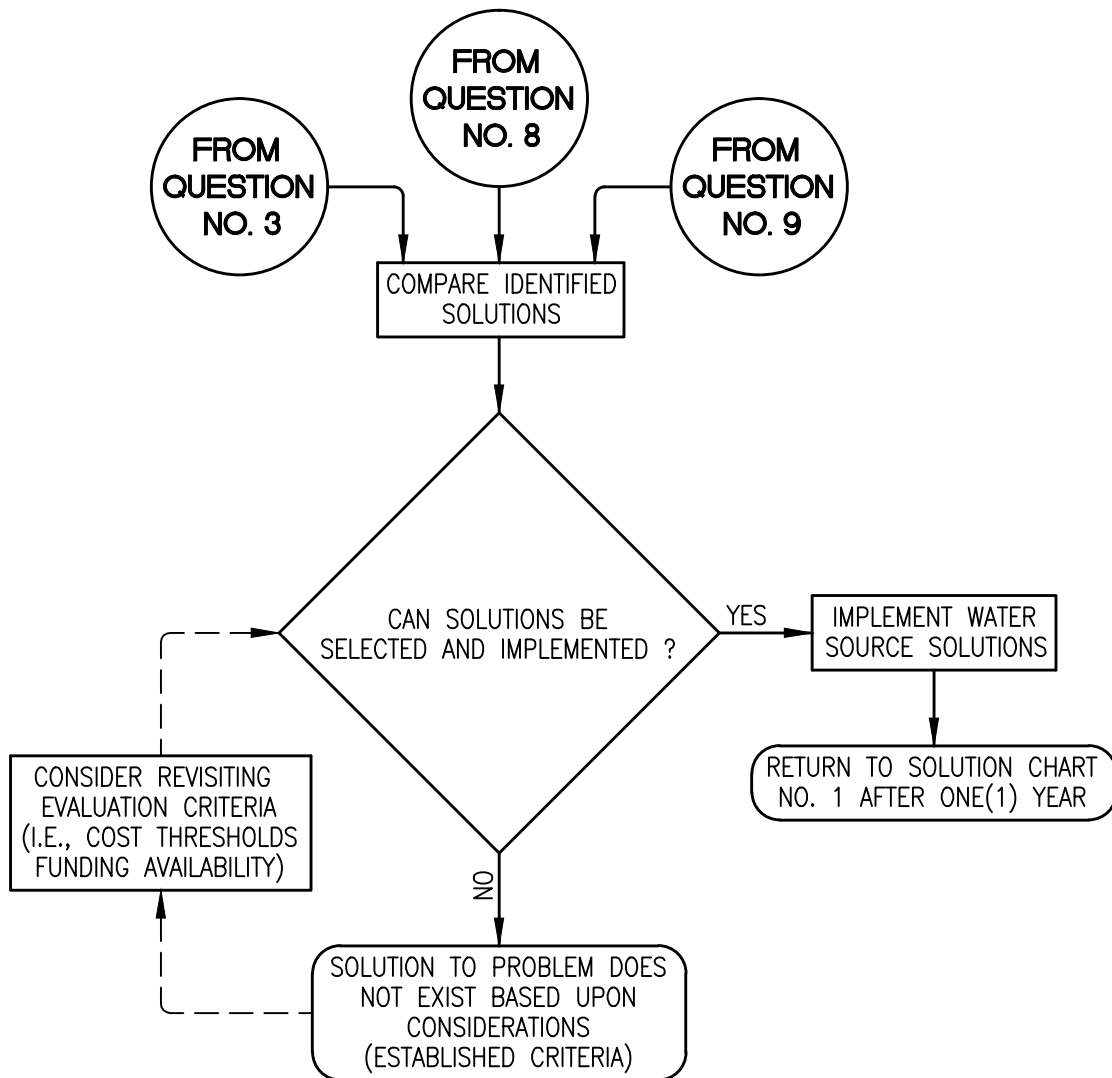 FROM
QUESTION
NO. 3
FROM
QUESTION
NO. 8
FROM
QUESTION
NO. 9
COMPARE IDENTIFIED
SOLUTIONS
CAN SOLUTIONS BE
SELECTED AND IMPLEMENTED ?
YES
IMPLEMENT WATER
SOURCE SOLUTIONS
RETURN TO SOLUTION CHART
NO. 1 AFTER ONE(1) YEAR
NO
SOLUTION TO PROBLEM DOES
NOT EXIST BASED UPON
CONSIDERATIONS
(ESTABLISHED CRITERIA)
CONSIDER REVISITING
EVALUATION CRITERIA
(I.E., COST THRESHOLDS
FUNDING AVAILABILITY)